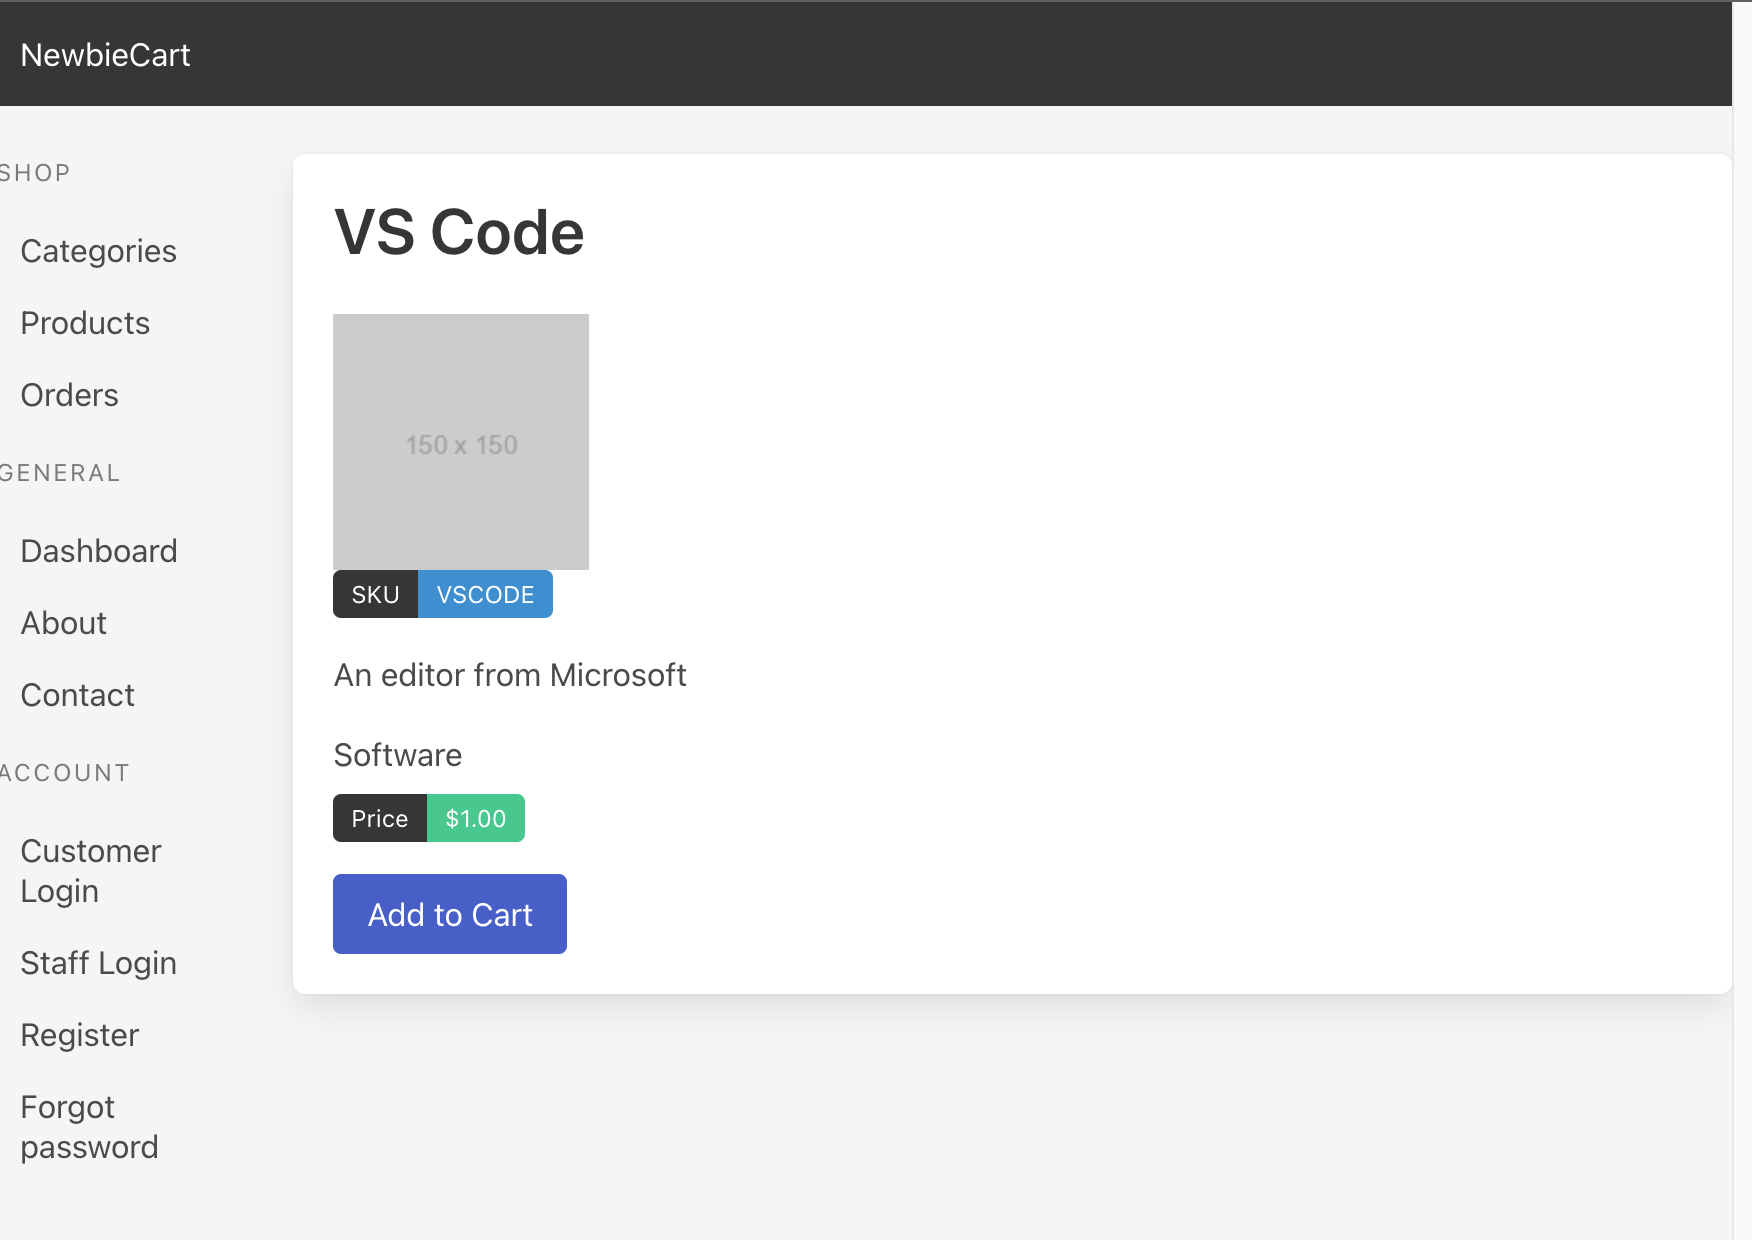 NewbieCart
SHOP
Categories
Products
Orders
GENERAL
Dashboard
About
Contact
ACCOUNT
Customer
Login
Staff Login
Register
Forgot
password
VS Code
150 x 150
SKU VSCODE
An editor from Microsoft
Software
Price $1.00
Add to Cart